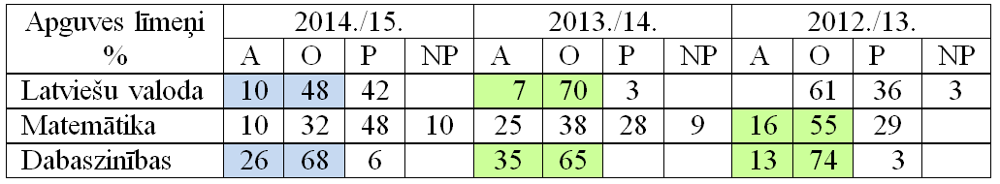 Apguves līmeņi % 2014./15. 2013./14. 2012./13.
A O P NP A O P NP A O P NP
Latviešu valoda 10 48 42 7 70 3 61 36 3
Matemātika 10 32 48 10 25 38 28 9 16 55 29
Dabaszinības 26 68 6 35 65 13 74 3